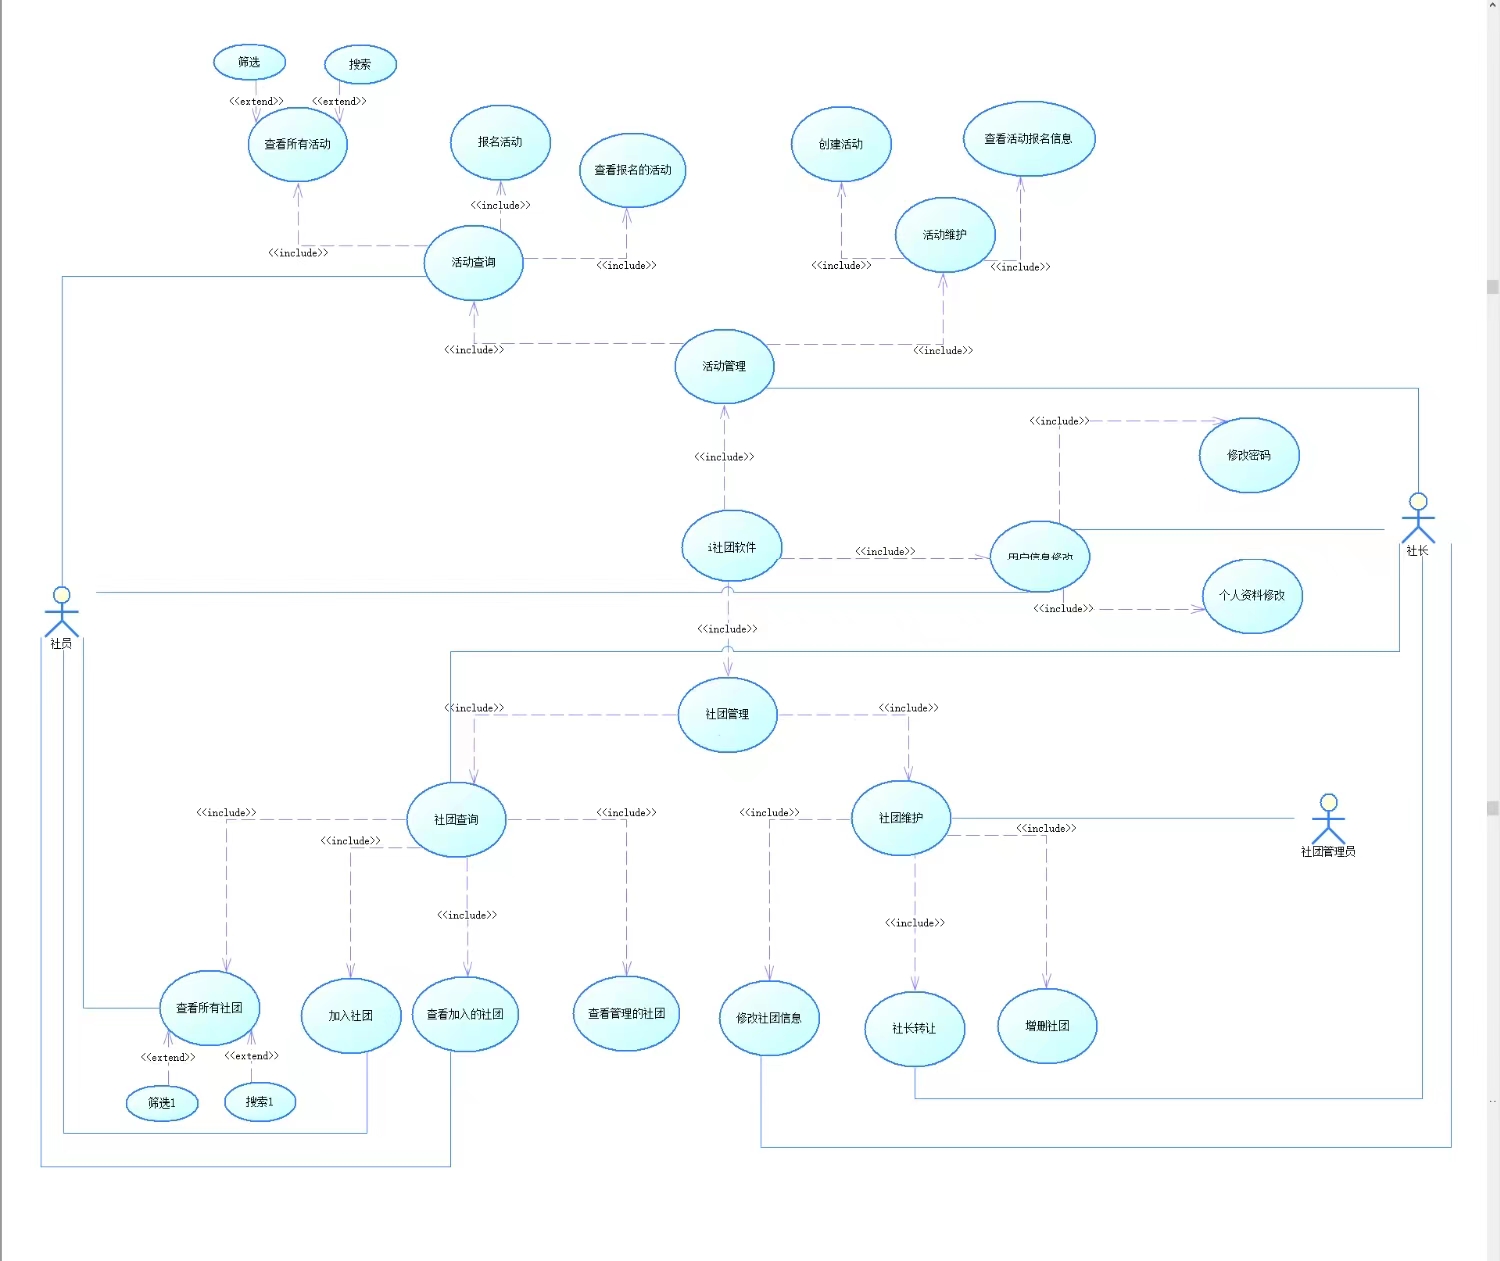 筛选
搜索
<<extend>>
<<extend>>
查看所有活动
报名活动
查看报名的活动
创建活动
查看活动报名信息
<<include>>
<<include>>
<<include>>
活动查询
活动维护
<<include>>
<<include>>
<<include>>
<<include>>
活动管理
<<include>>
<<include>>
修改密码
<<include>>
i社团软件
<<include>>
用户信息修改
社长
个人资料修改
<<include>>
<<include>>
社员
<<include>>
社团管理
<<include>>
<<include>>
<<include>>
<<include>>
社团查询
社团维护
<<include>>
<<include>>
社团管理员
<<include>>
<<include>>
查看所有社团
加入社团
查看加入的社团
查看管理的社团
修改社团信息
社长转让
增删社团
<<extend>>
<<extend>>
筛选1
搜索1